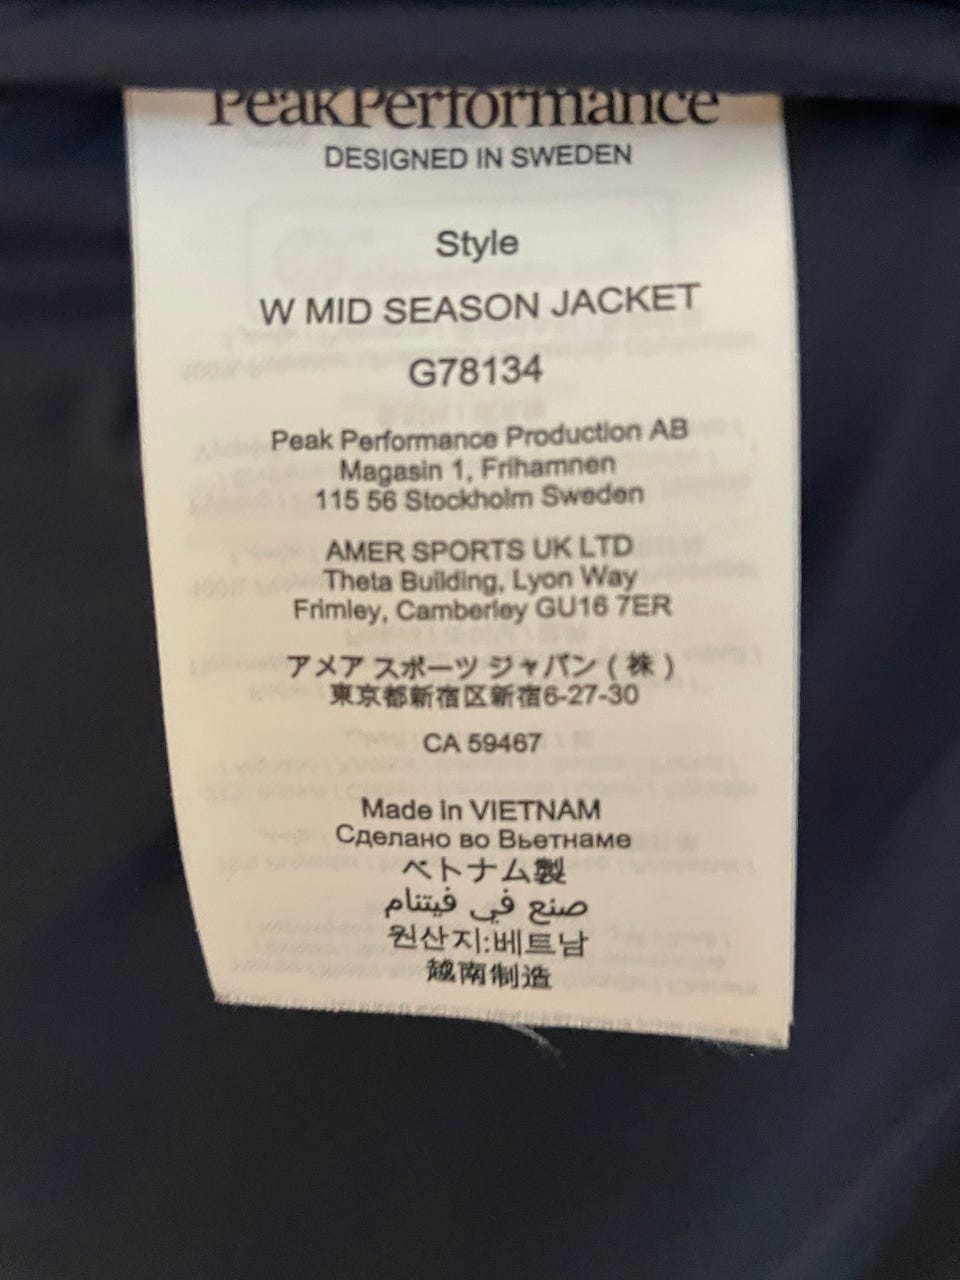 PeakPerformance
DESIGNED IN SWEDEN
Style
W MID SEASON JACKET
G78134
Peak Performance Production AB
Magasin 1, Frihamnen
115 56 Stockholm Sweden
AMER SPORTS UK LTD
Theta Building, Lyon Way
Frimley, Camberley GU16 7ER
アメア スポーツ ジャパン ( 株 )
東京都新宿区新宿6-27-30
CA 59467
Made in VIETNAM
Сделано во Вьетнаме
ベトナム製
صنع في فيتنام
원산지:베트남
越南制造